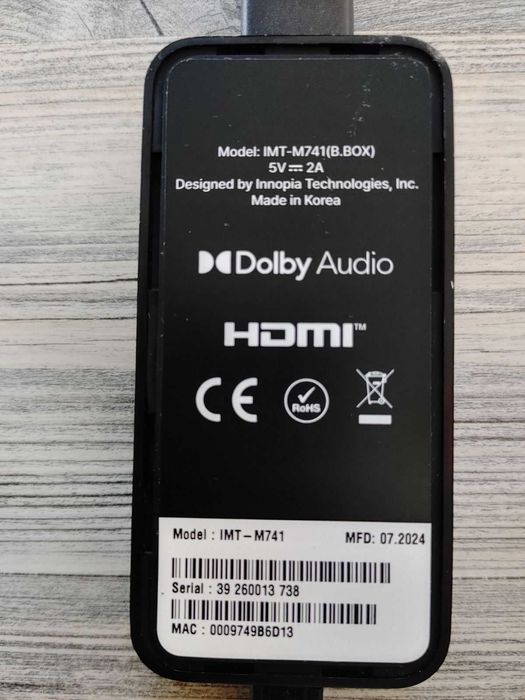 Model: IMT-M741(B.BOX)
5V⎓2A
Designed by Innopia Technologies, Inc.
Made in Korea
Dolby Audio
HDMI™
CE
RoHS
Model : IMT-M741 MFD: 07.2024
Serial : 39 260013 738
MAC : 0009749B6D13